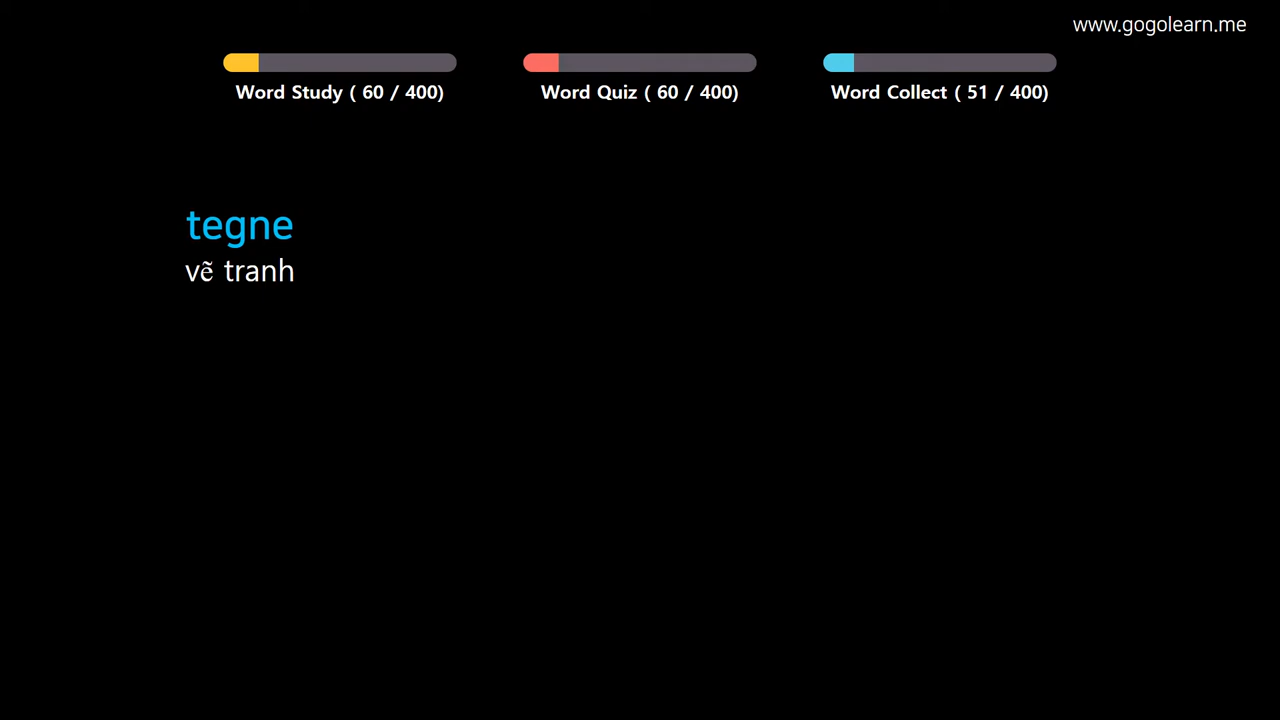 www.gogolearn.me
Word Study ( 60 / 400)
Word Quiz ( 60 / 400)
Word Collect ( 51 / 400)
tegne
vẽ tranh